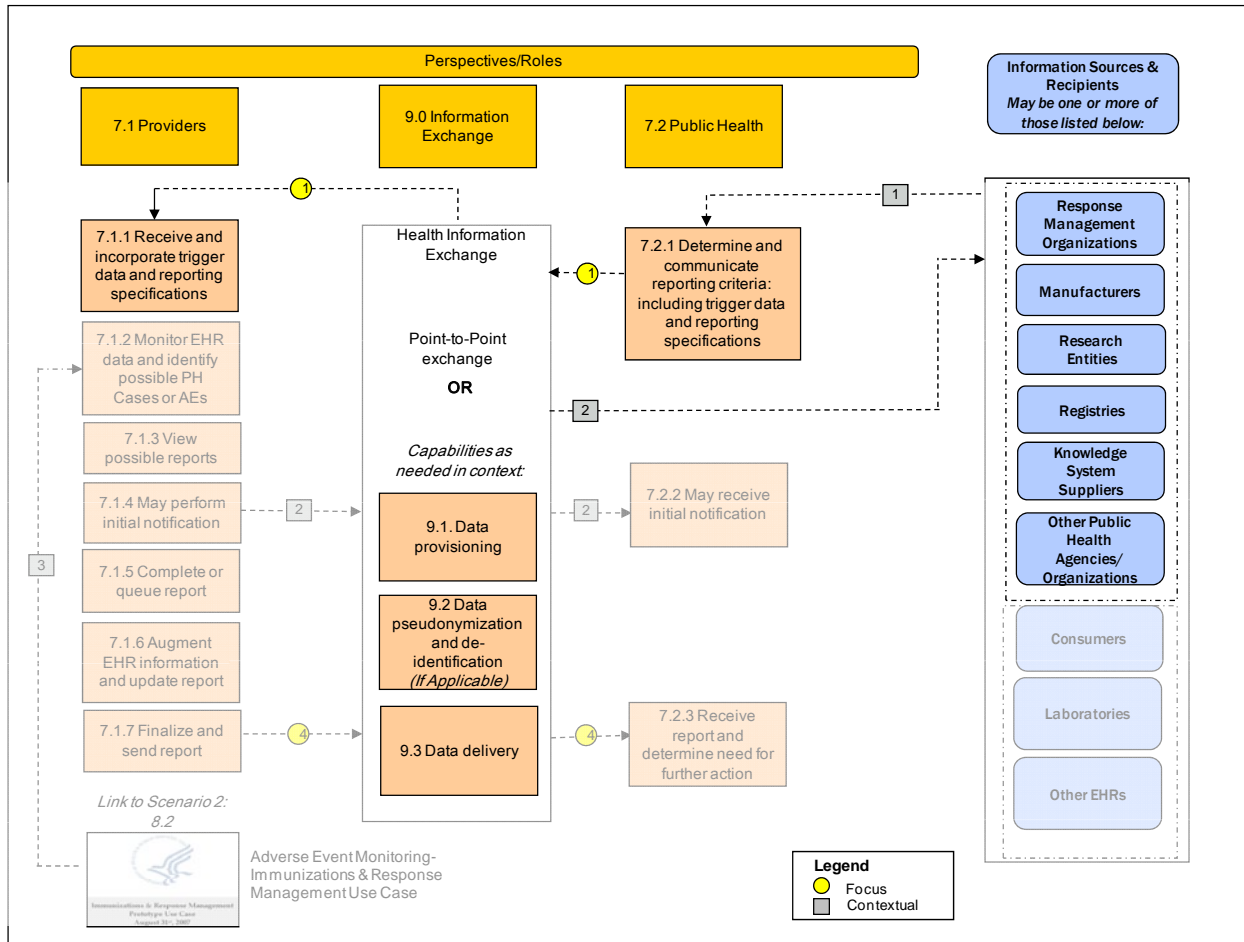 Perspectives/Roles
Information Sources &
Recipients
May be one or more of
those listed below:
7.1 Providers
9.0 Information
Exchange
7.2 Public Health
1
1
7.1.1 Receive and
incorporate trigger
data and reporting
specifications
Health Information
Exchange
1
7.2.1 Determine and
communicate
reporting criteria:
including trigger data
and reporting
specifications
Response
Management
Organizations
Manufacturers
7.1.2 Monitor EHR
data and identify
possible PH
Cases or AEs
Point-to-Point
exchange
OR
2
Research
Entities
Registries
7.1.3 View
possible reports
Capabilities as
needed in context:
Knowledge
System
Suppliers
7.1.4 May perform
initial notification
2
9.1. Data
provisioning
2
7.2.2 May receive
initial notification
Other Public
Health
Agencies/
Organizations
3
7.1.5 Complete or
queue report
9.2 Data
pseudonymization
and de-
identification
(If Applicable)
7.1.6 Augment
EHR information
and update report
Consumers
7.1.7 Finalize and
send report
4
9.3 Data delivery
4
7.2.3 Receive
report and
determine need for
further action
Laboratories
Other EHRs
Link to Scenario 2:
8.2
Immunizations & Response Management
Prototype Use Case
August 31st, 2007
Adverse Event Monitoring-
Immunizations & Response
Management Use Case
Legend
Focus
Contextual